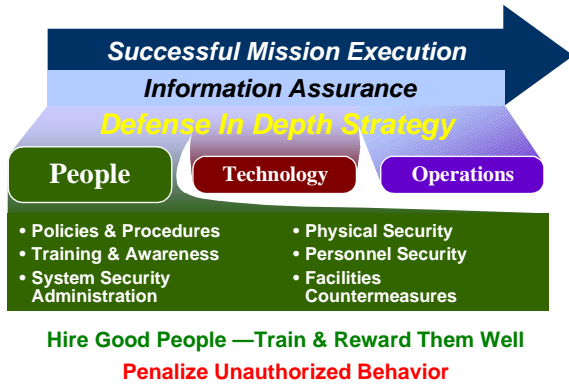 Successful Mission Execution
Information Assurance
Defense In Depth Strategy
People
Technology
Operations
• Policies & Procedures
• Training & Awareness
• System Security
Administration
• Physical Security
• Personnel Security
• Facilities
Countermeasures
Hire Good People —Train & Reward Them Well
Penalize Unauthorized Behavior